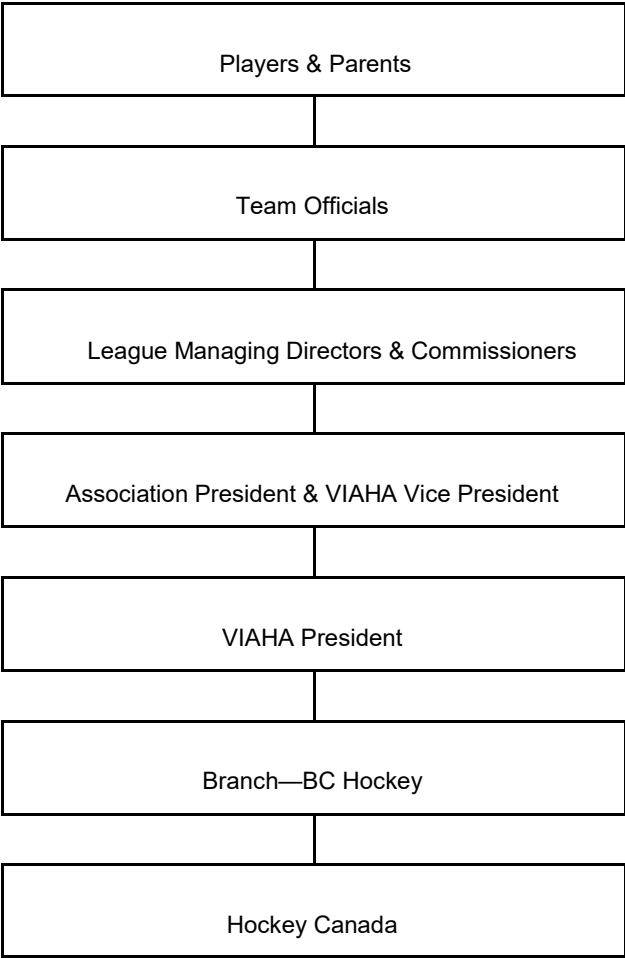 Players & Parents
Team Officials
League Managing Directors & Commissioners
Association President & VIAHA Vice President
VIAHA President
Branch—BC Hockey
Hockey Canada